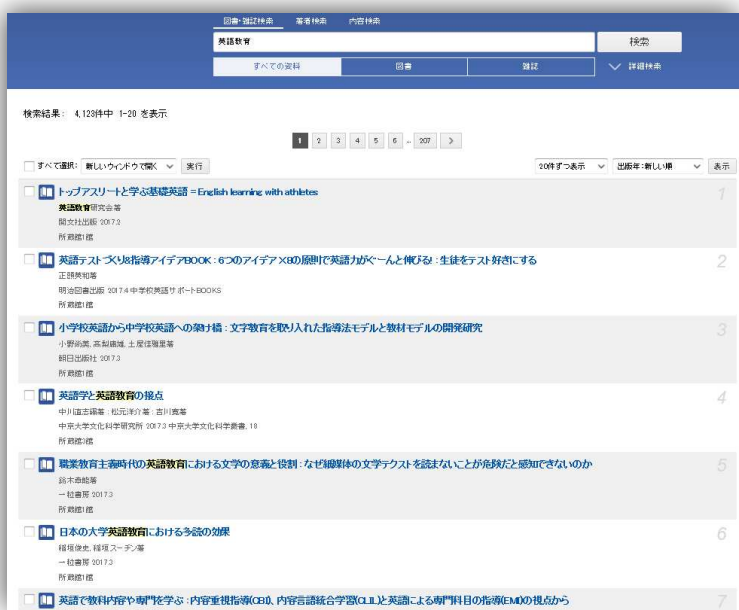 図書・雑誌検索 著者検索 内容検索
英語教育 検索
すべての資料 図書 雑誌 詳細検索
検索結果: 4,123件中 1-20 を表示
1 2 3 4 5 6 .. 207 >
すべて選択: 新しいウィンドウで開く 実行 20件ずつ表示 出版年:新しい順 表示
トップアスリートと学ぶ基礎英語 = English learning with athletes 1
英語教育研究会著
開文社出版 2017.2
所蔵館1館
英語テストづくり&指導アイデアBOOK : 6つのアイデア×8の原則で英語力がぐーんと伸びる! : 生徒をテスト好きにする 2
正頭英和著
明治図書出版 2017.4 中学校英語サポートBOOKS
所蔵館1館
小学校英語から中学校英語への架け橋 : 文字教育を取り入れた指導法モデルと教材モデルの開発研究 3
小野尚美, 高梨庸雄, 土屋佳雅里著
朝日出版社 2017.3
所蔵館1館
英語学と英語教育の接点 4
中川直志編著 ; 松元洋介著 ; 吉川寛著
中京大学文化科学研究所 2017.3 中京大学文化科学叢書, 18
所蔵館3館
職業教育主義時代の英語教育における文学の意義と役割 : なぜ紙媒体の文学テクストを読まないことが危険だと感知できないのか 5
鈴木章能著
一粒書房 2017.3
所蔵館1館
日本の大学英語教育における多読の効果 6
稲垣俊史, 稲垣スーチン著
一粒書房 2017.3
所蔵館1館
英語で教科内容や専門を学ぶ : 内容重視指導(CBI)、内容言語統合学習(CLIL)と英語による専門科目の指導(EMI)の視点から 7